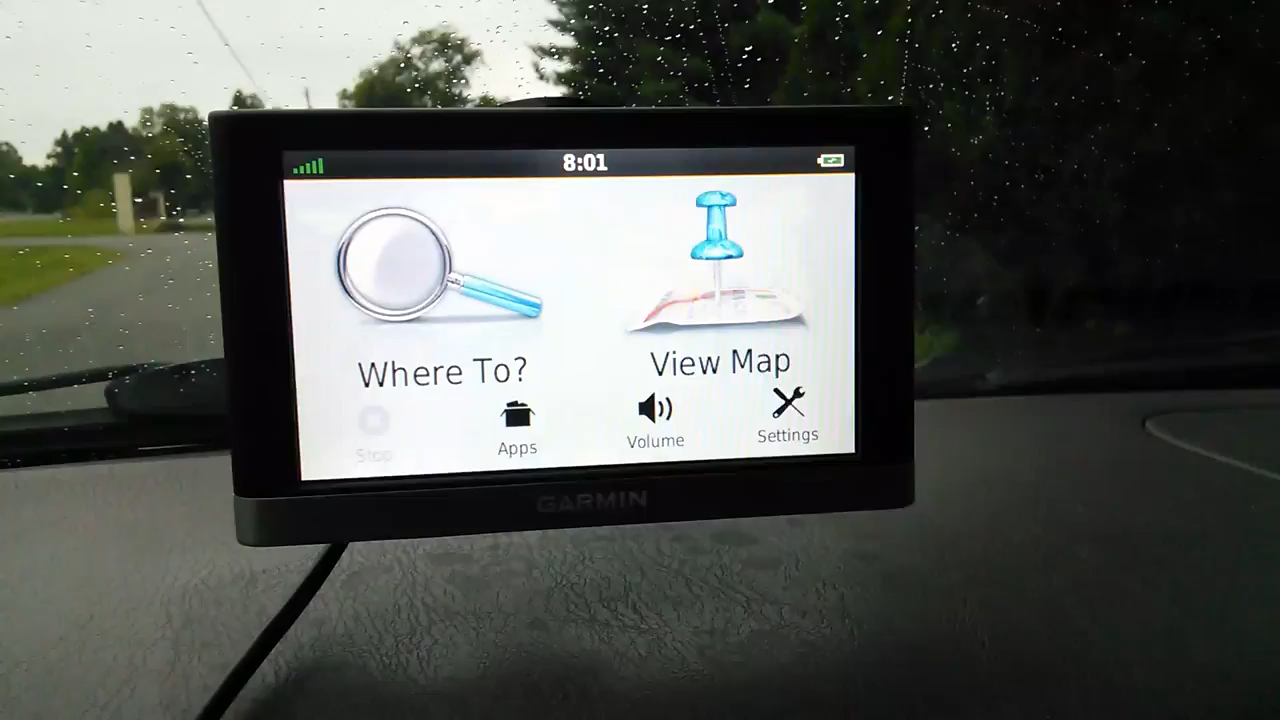 8:01
Where To?
View Map
Stop
Apps
Volume
Settings
GARMIN